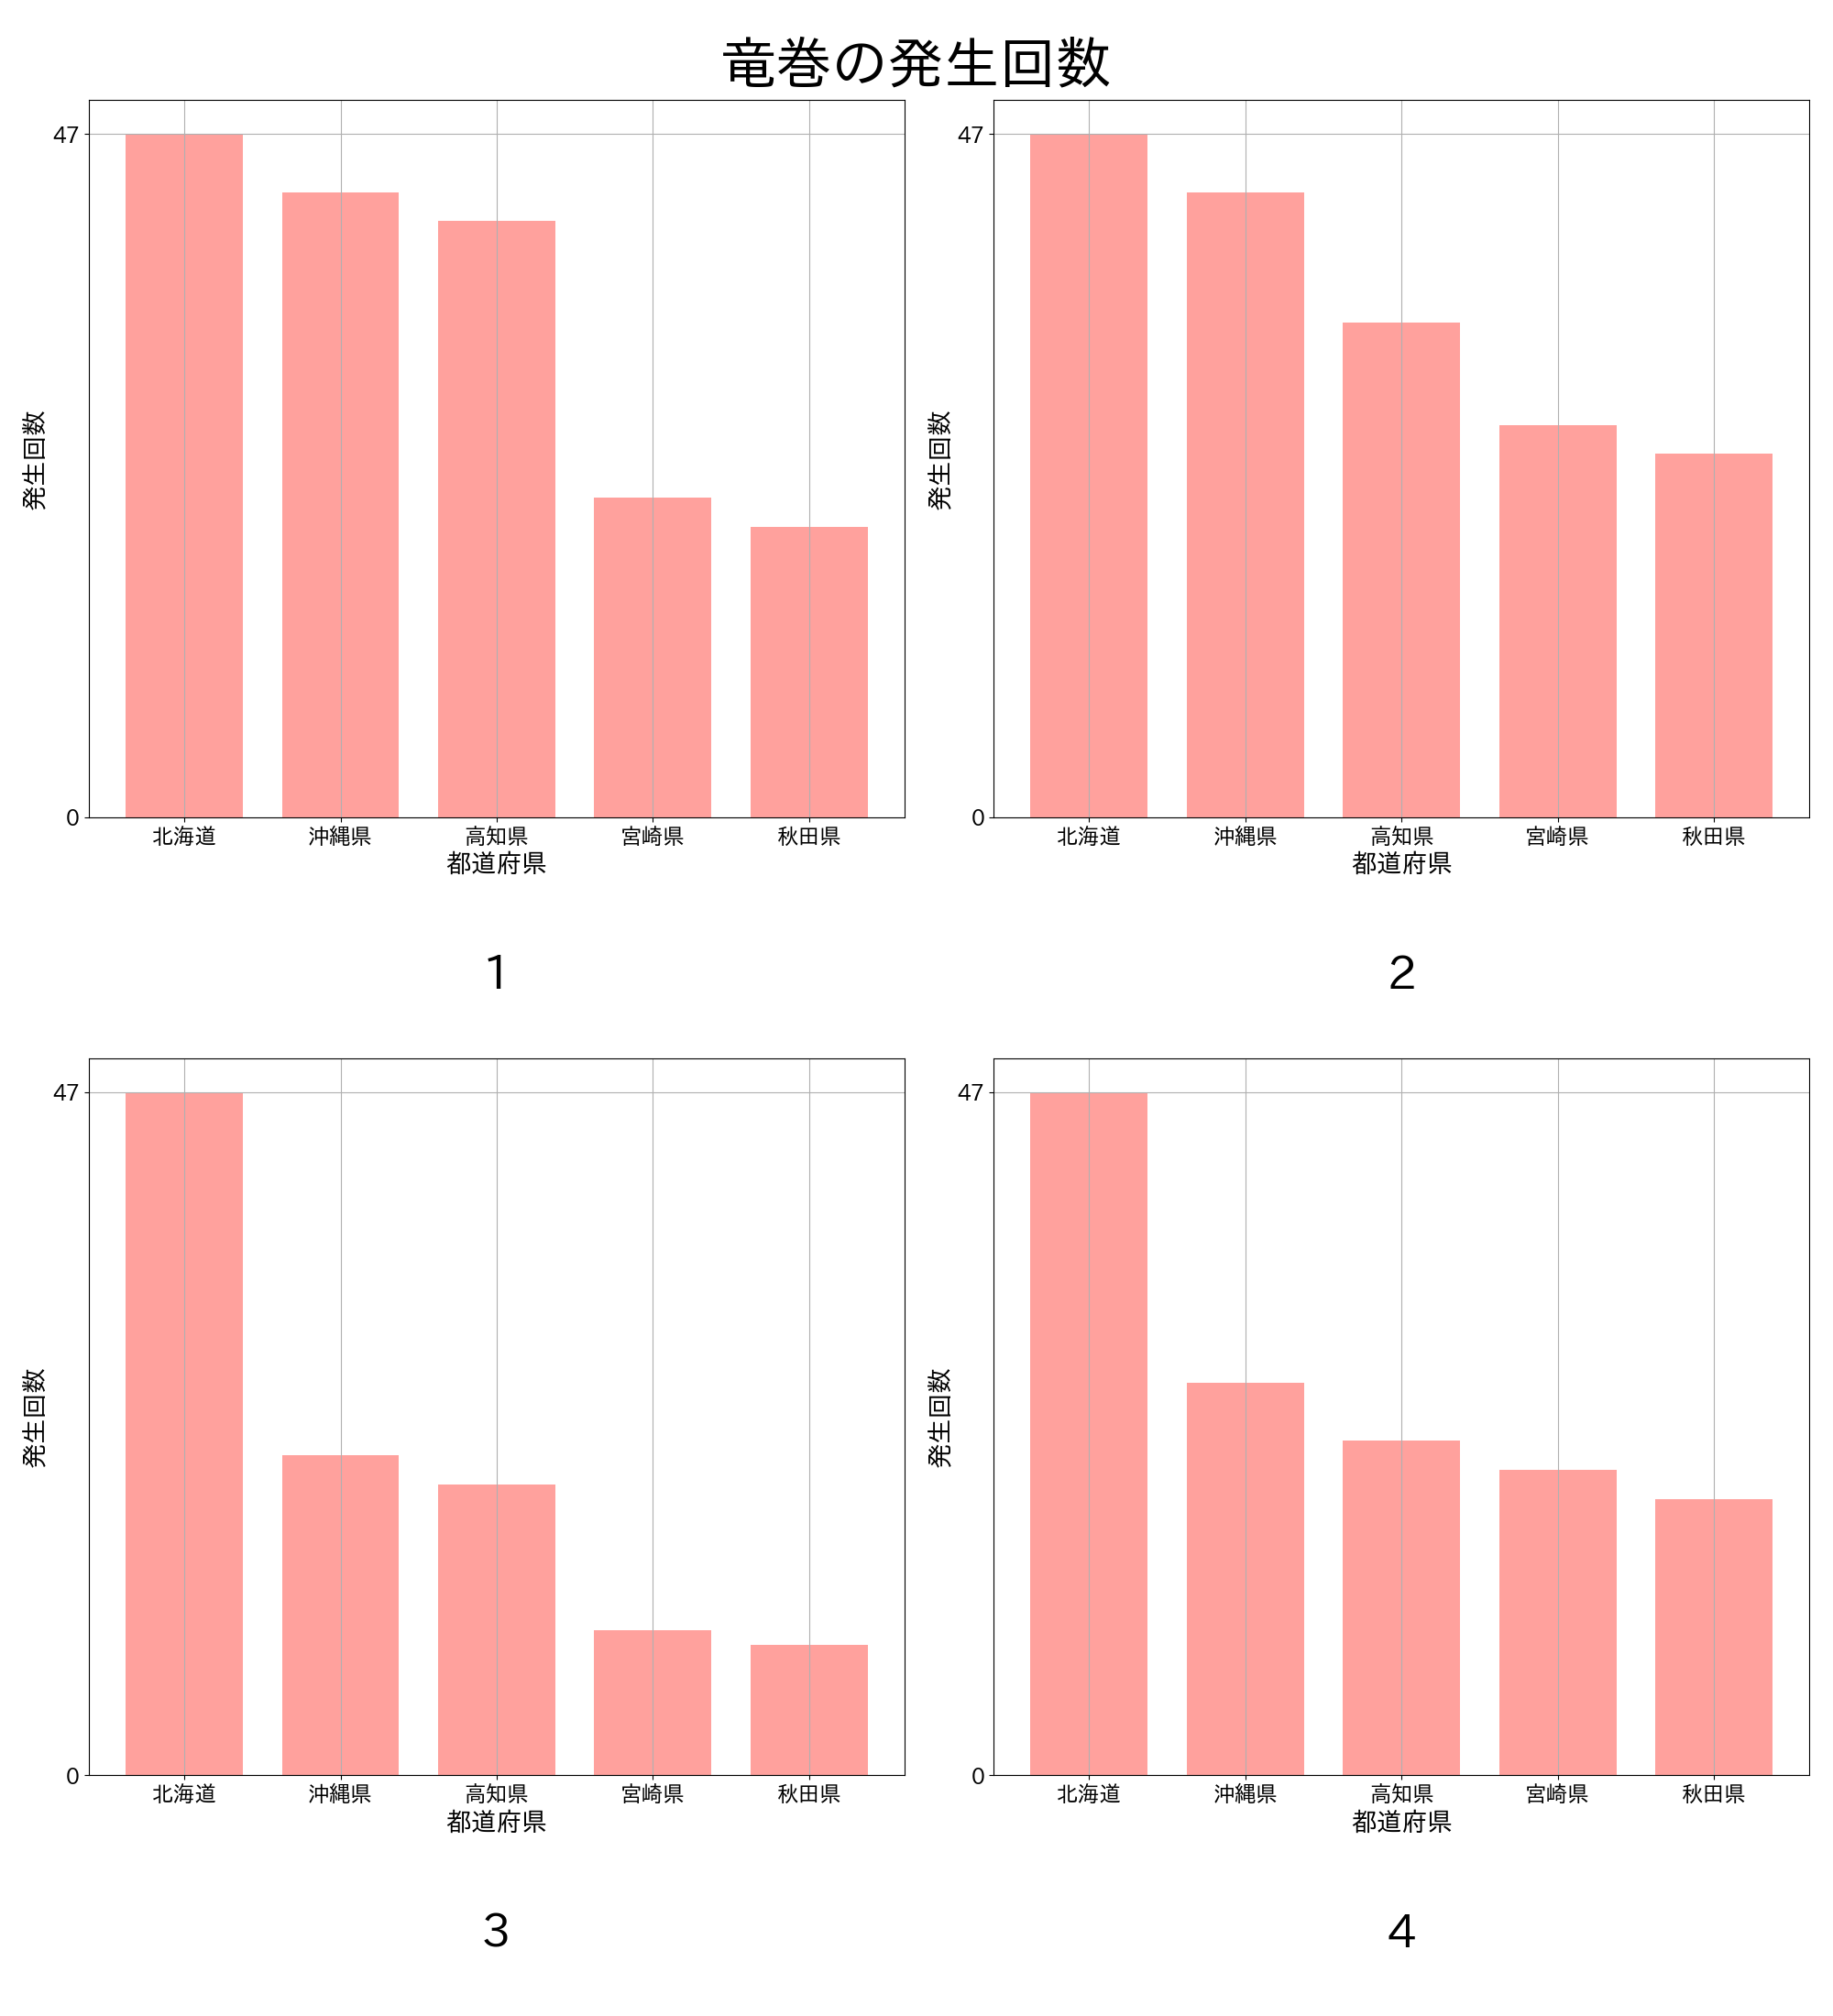 竜巻の発生回数
47
0
発生回数
北海道 沖縄県 高知県 宮崎県 秋田県
都道府県
1
47
0
発生回数
北海道 沖縄県 高知県 宮崎県 秋田県
都道府県
2
47
0
発生回数
北海道 沖縄県 高知県 宮崎県 秋田県
都道府県
3
47
0
発生回数
北海道 沖縄県 高知県 宮崎県 秋田県
都道府県
4